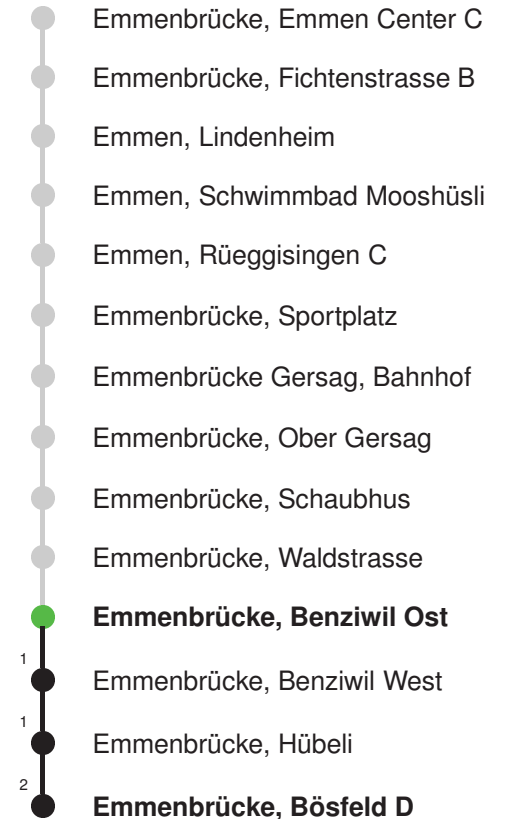 Emmenbrücke, Emmen Center C
Emmenbrücke, Fichtenstrasse B
Emmen, Lindenheim
Emmen, Schwimmbad Mooshüsli
Emmen, Rüeggisingen C
Emmenbrücke, Sportplatz
Emmenbrücke Gersag, Bahnhof
Emmenbrücke, Ober Gersag
Emmenbrücke, Schaubhus
Emmenbrücke, Waldstrasse
Emmenbrücke, Benziwil Ost
1 Emmenbrücke, Benziwil West
1 Emmenbrücke, Hübeli
2 Emmenbrücke, Bösfeld D